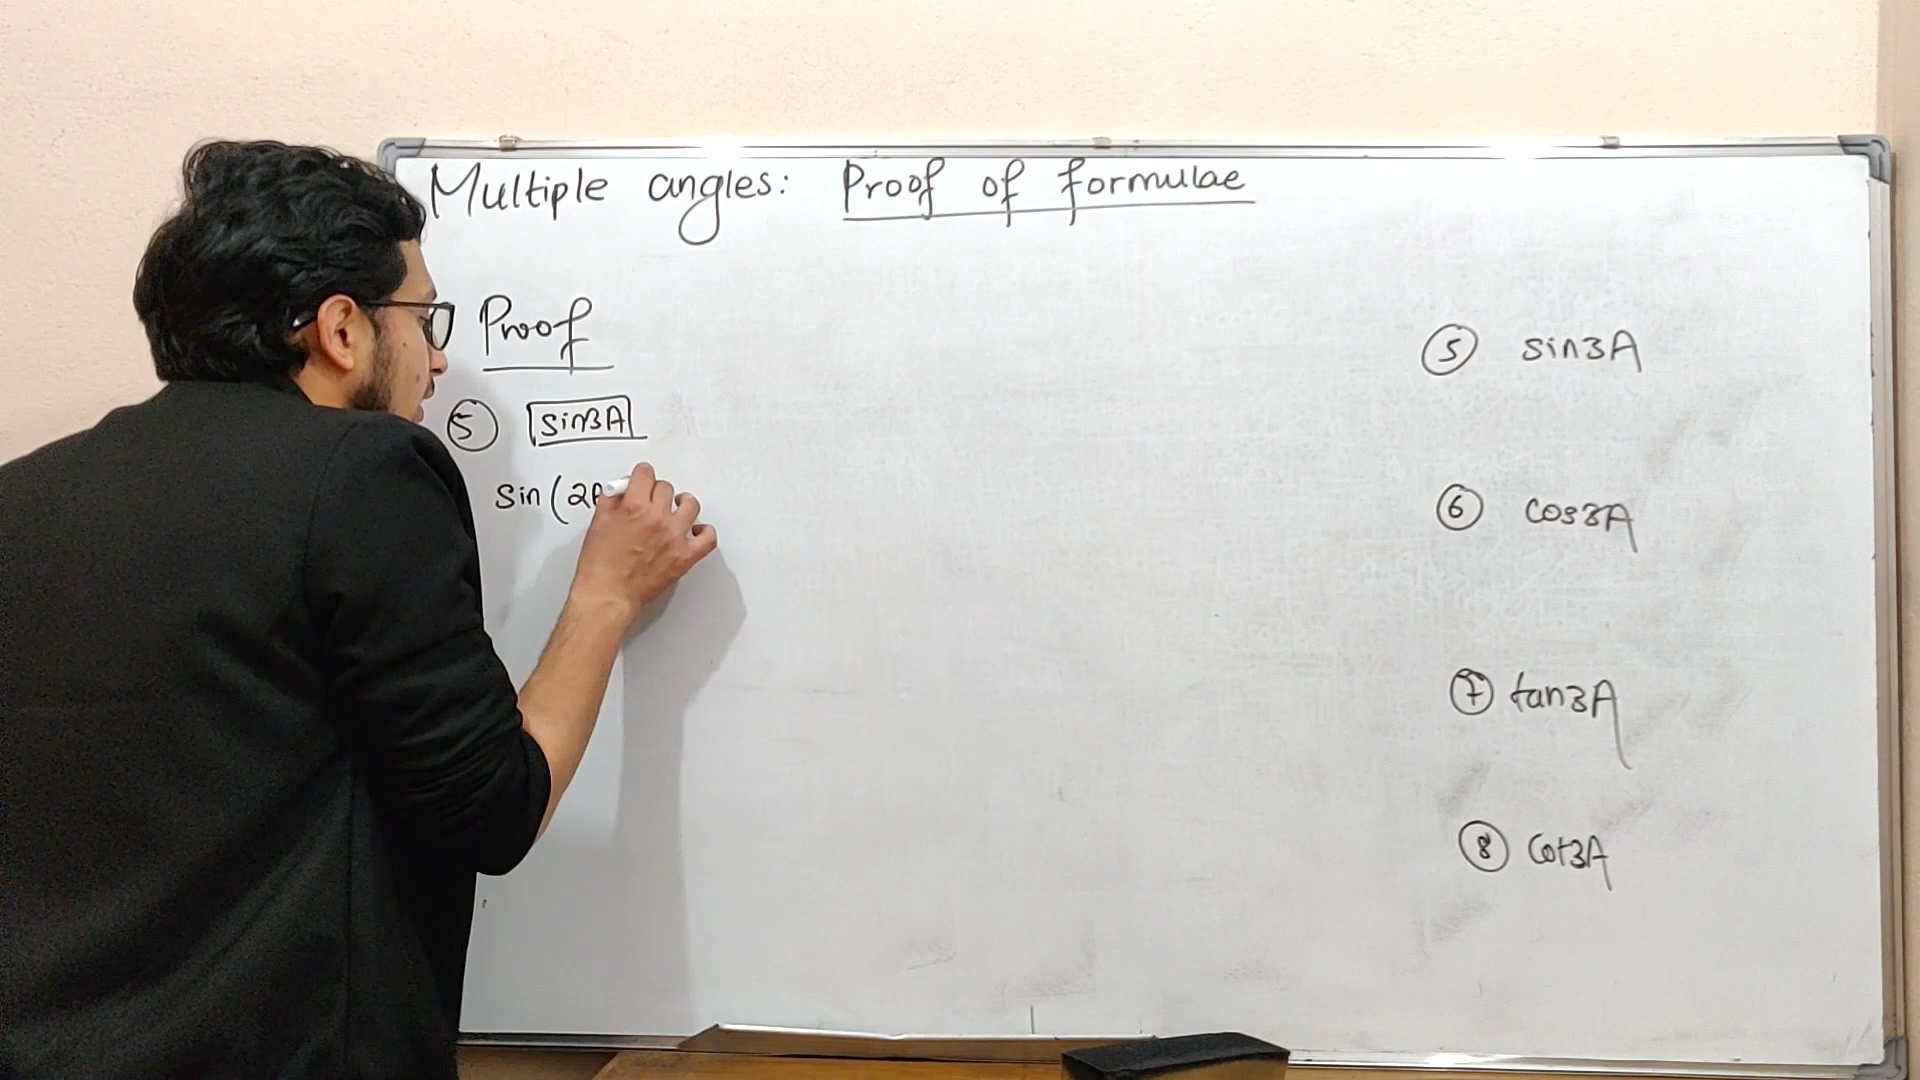 Multiple angles: Proof of formulae
Proof
5 sin3A
sin (2A
5 sin3A
6 cos3A
7 tan3A
8 cot3A